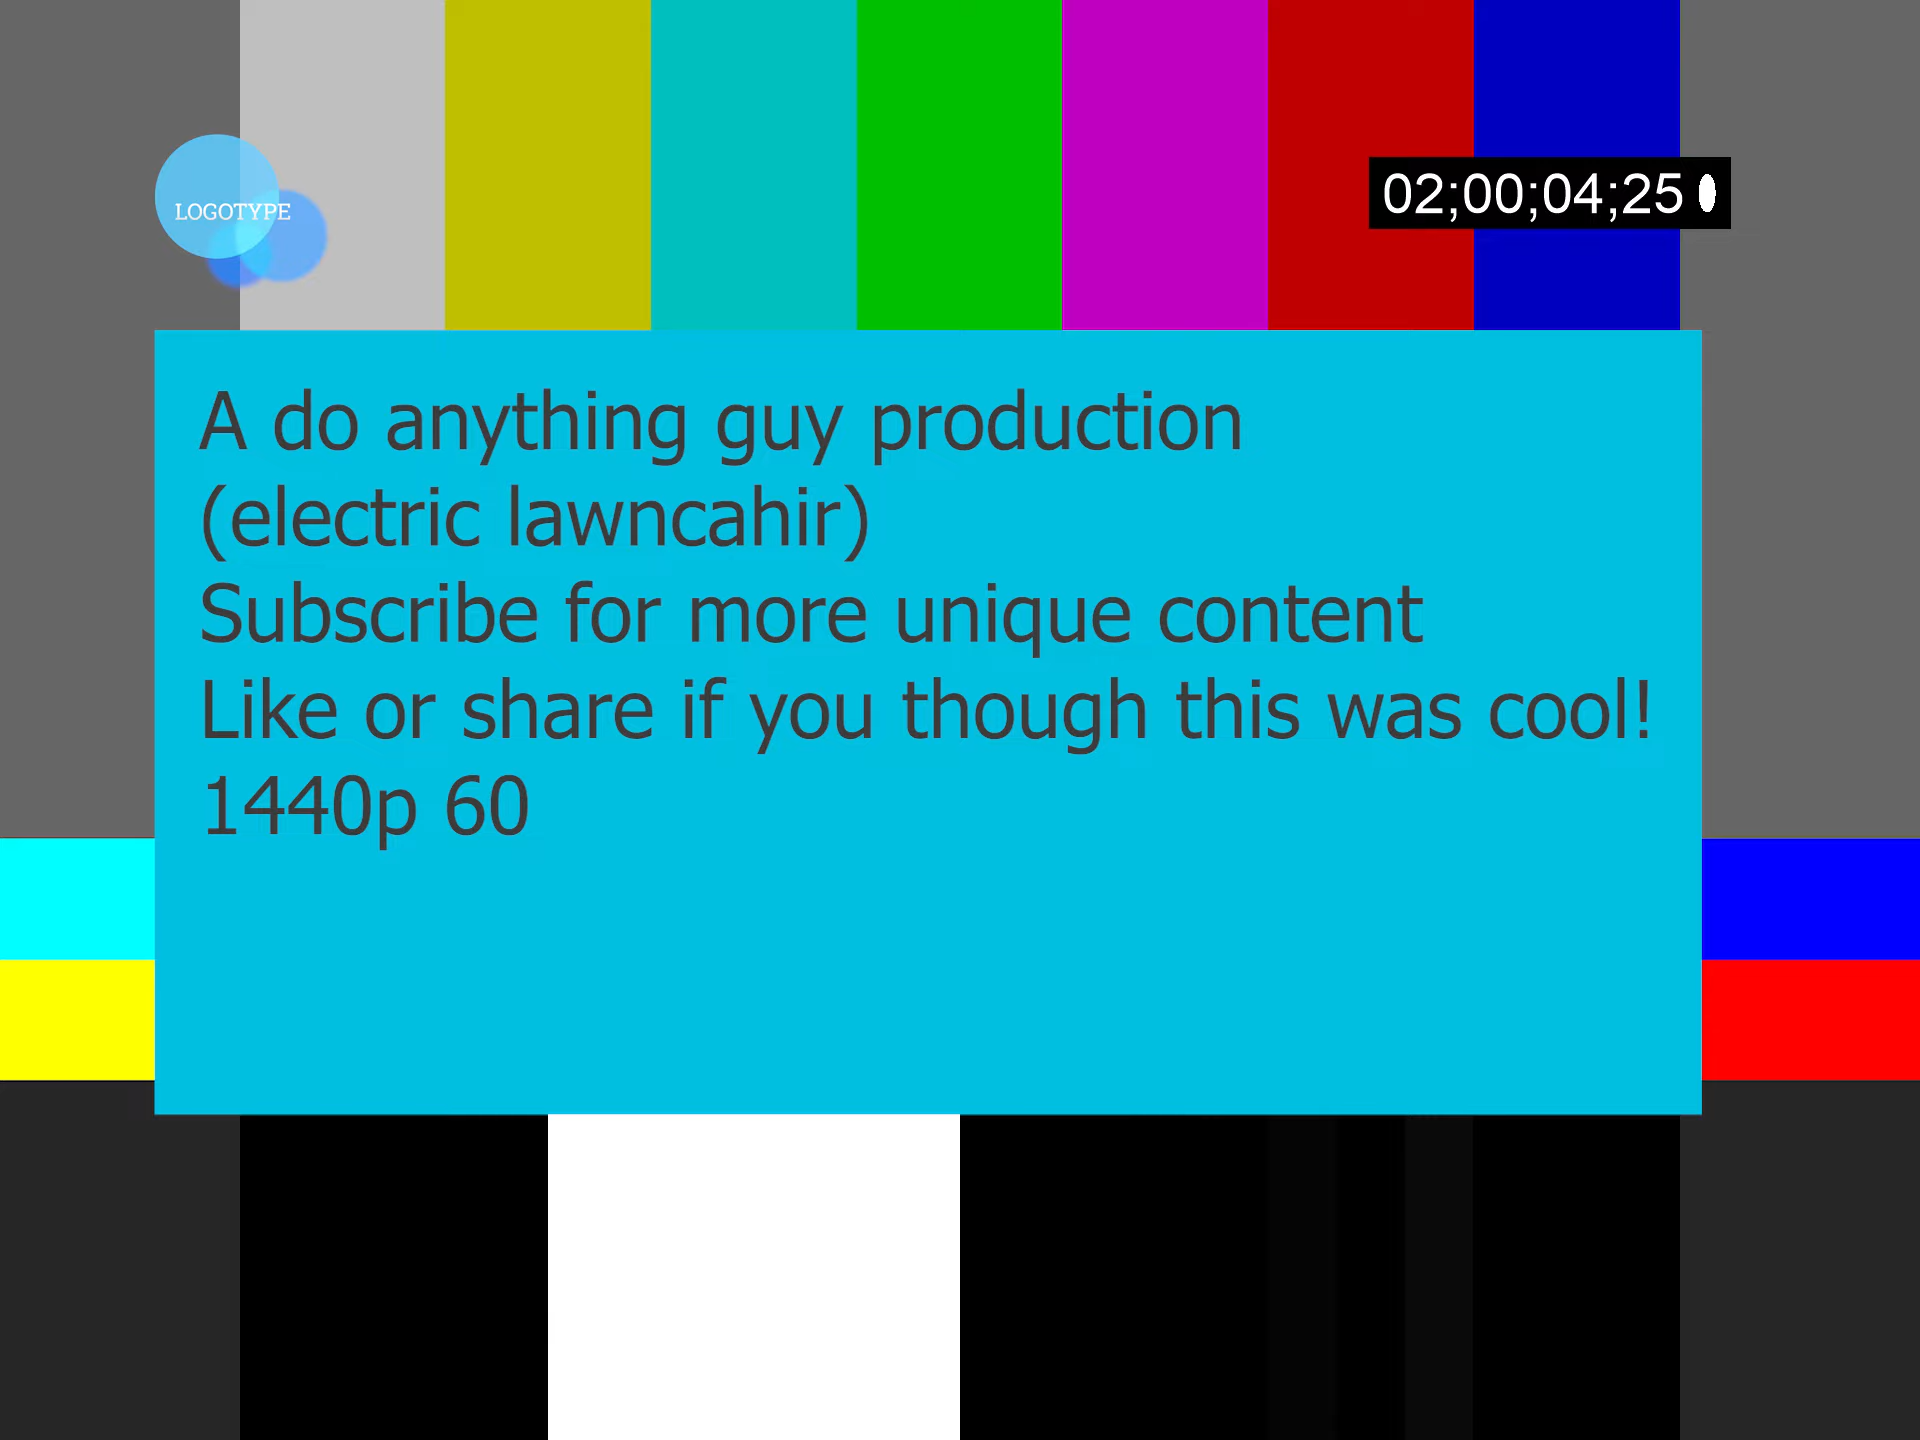 LOGOTYPE
02;00;04;25
A do anything guy production
(electric lawncahir)
Subscribe for more unique content
Like or share if you though this was cool!
1440p 60